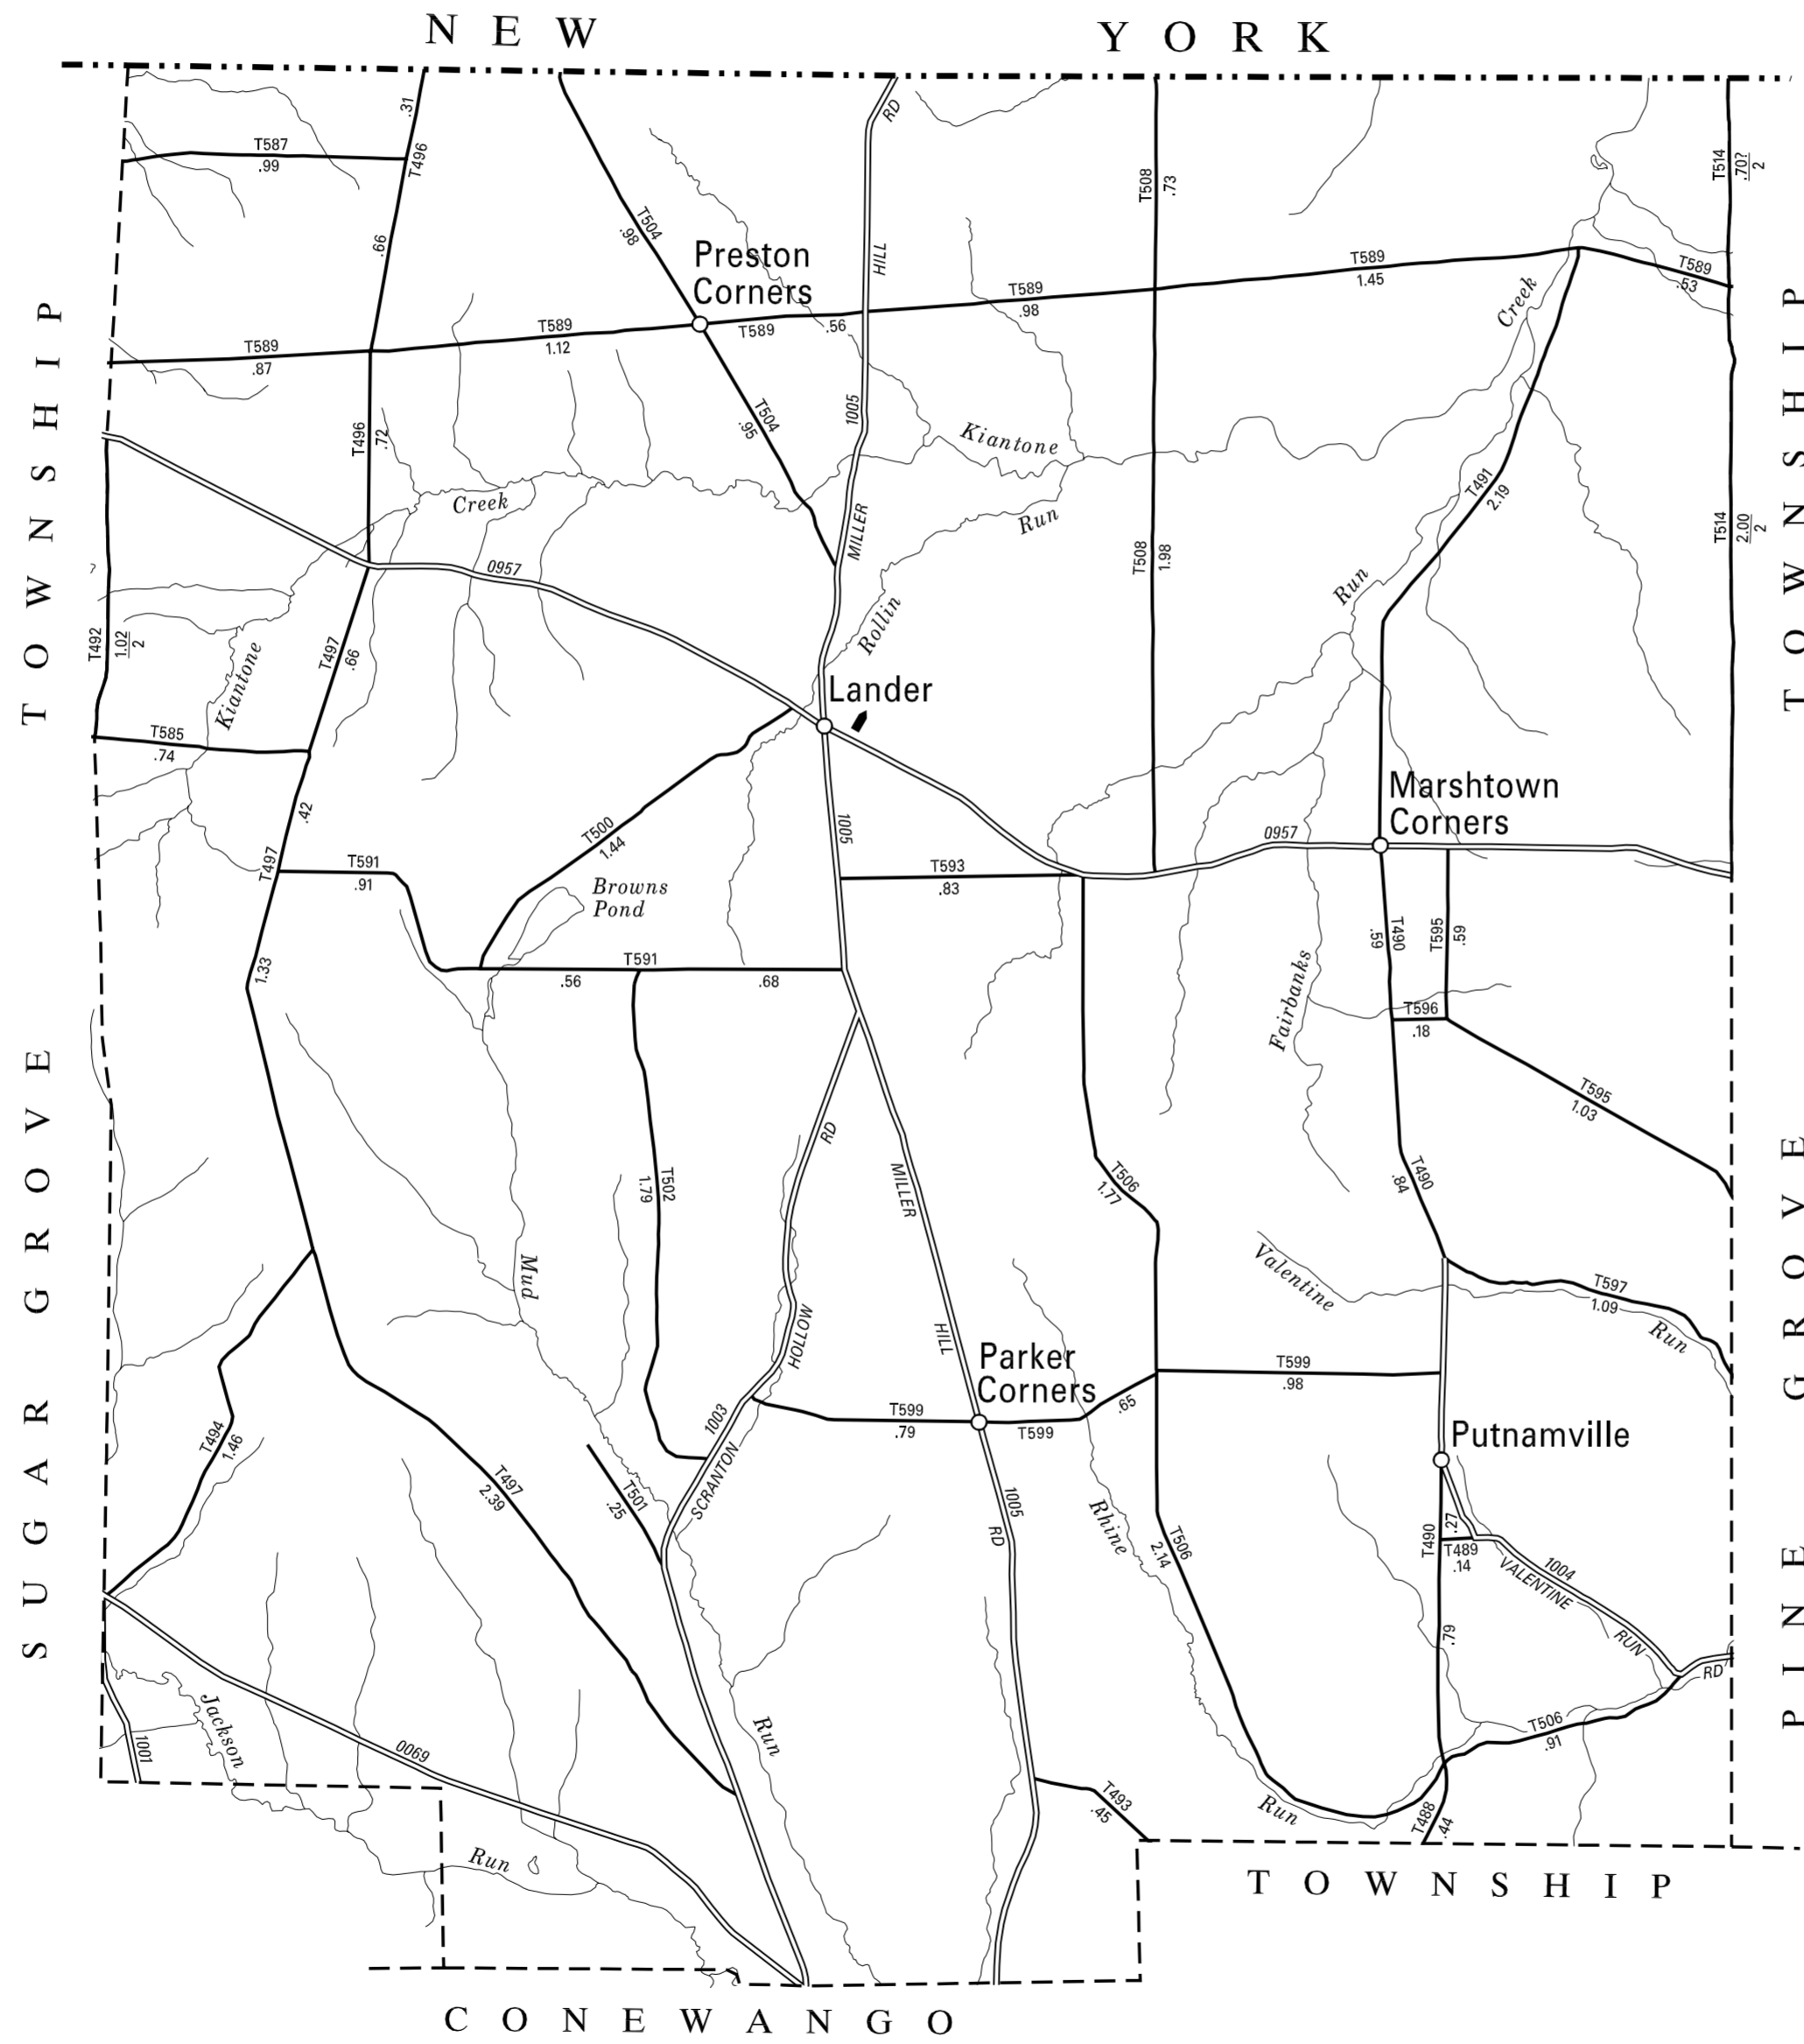 NEW YORK
.31
T587
.99
T496
RD
T508
.73
T514
.70?
2
T504
.98
.66
HILL
Preston
Corners
T589
1.45
T589
.53
T589
.98
T589
.56
T589
1.12
T589
.87
Creek
TOWNSHIP
TOWNSHIP
T496
.72
T504
.95
1005
Kiantone
Creek
T491
2.19
Run
MILLER
T508
1.98
T514
2.00
2
0957
?
Run
Rollin
T492
1.02
2
T497
.66
Kiantone
Lander
T585
.74
.42
Marshtown
Corners
T500
1.44
1005
0957
T497
T591
.91
T593
.83
Browns
Pond
T490
.59
T595
.59
T591
.56
.68
1.33
Fairbanks
T596
.18
T595
1.03
SUGAR GROVE
PINE GROVE
RD
T502
1.79
MILLER
T506
1.77
T490
.84
Mud
Valentine
T597
1.09
Run
HOLLOW
HILL
Parker
Corners
T599
.98
T599
.79
T599
.65
1003
SCRANTON
Putnamville
T494
1.46
T497
2.39
T501
.25
1005
RD
Rhine
T506
2.14
T490
.27
T489
.14
1004
VALENTINE
RUN
RD
.79
Jackson
Run
1001
0069
T506
.91
T493
.45
Run
T488
.44
Run
TOWNSHIP
CONEWANGO